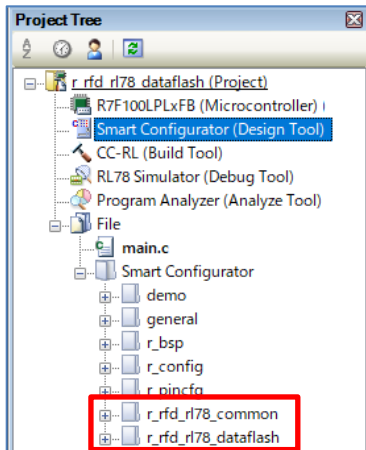 Project Tree
r_rfd_rl78_dataflash (Project)
R7F100LPLxFB (Microcontroller)
Smart Configurator (Design Tool)
CC-RL (Build Tool)
RL78 Simulator (Debug Tool)
Program Analyzer (Analyze Tool)
File
main.c
Smart Configurator
demo
general
r_bsp
r_config
r_pincfg
r_rfd_rl78_common
r_rfd_rl78_dataflash